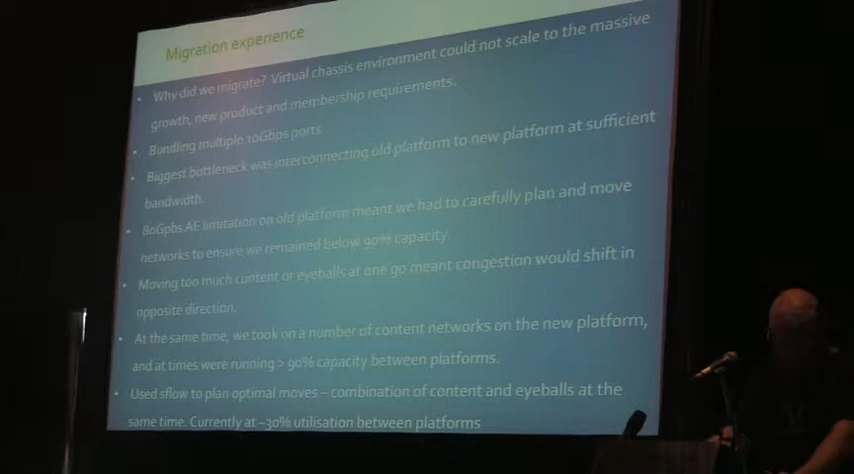 Migration experience
• Why did we migrate? Virtual chassis environment could not scale to the massive
growth, new product and membership requirements.
• Bundling multiple 10Gbps ports
• Biggest bottleneck was interconnecting old platform to new platform at sufficient
bandwidth.
• 80Gpbs AE limitation on old platform meant we had to carefully plan and move
networks to ensure we remained below 90% capacity.
• Moving too much content or eyeballs at one go meant congestion would shift in
opposite direction.
• At the same time, we took on a number of content networks on the new platform,
and at times were running > 90% capacity between platforms.
• Used sflow to plan optimal moves – combination of content and eyeballs at the
same time. Currently at ~30% utilisation between platforms